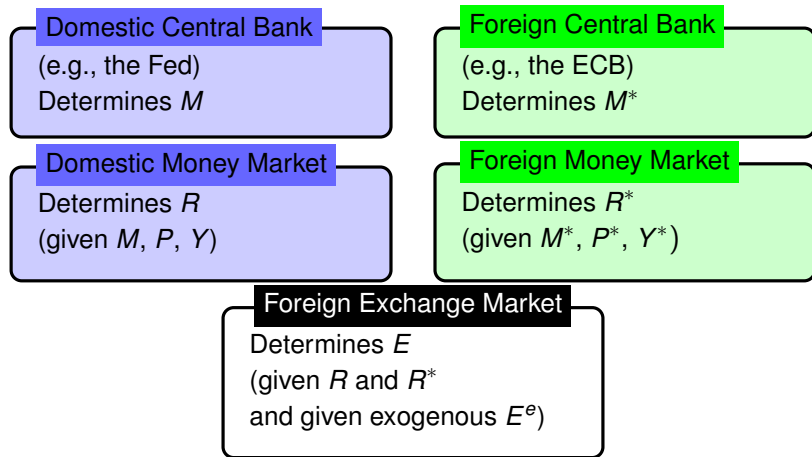 Domestic Central Bank
(e.g., the Fed)
Determines M
Foreign Central Bank
(e.g., the ECB)
Determines M*
Domestic Money Market
Determines R
(given M, P, Y)
Foreign Money Market
Determines R*
(given M*, P*, Y*)
Foreign Exchange Market
Determines E
(given R and R*
and given exogenous Eᵉ)